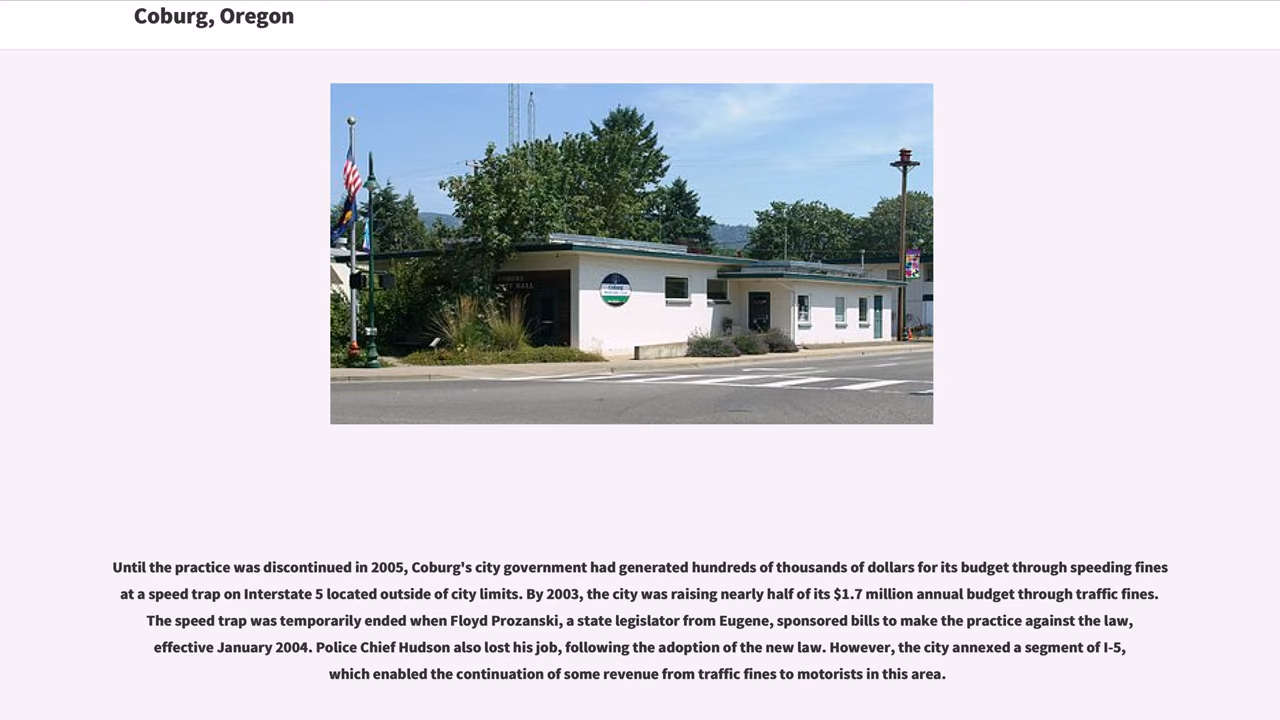 Coburg, Oregon
COBURG
CITY HALL
Coburg
Until the practice was discontinued in 2005, Coburg's city government had generated hundreds of thousands of dollars for its budget through speeding fines
at a speed trap on Interstate 5 located outside of city limits. By 2003, the city was raising nearly half of its $1.7 million annual budget through traffic fines.
The speed trap was temporarily ended when Floyd Prozanski, a state legislator from Eugene, sponsored bills to make the practice against the law,
effective January 2004. Police Chief Hudson also lost his job, following the adoption of the new law. However, the city annexed a segment of I-5,
which enabled the continuation of some revenue from traffic fines to motorists in this area.